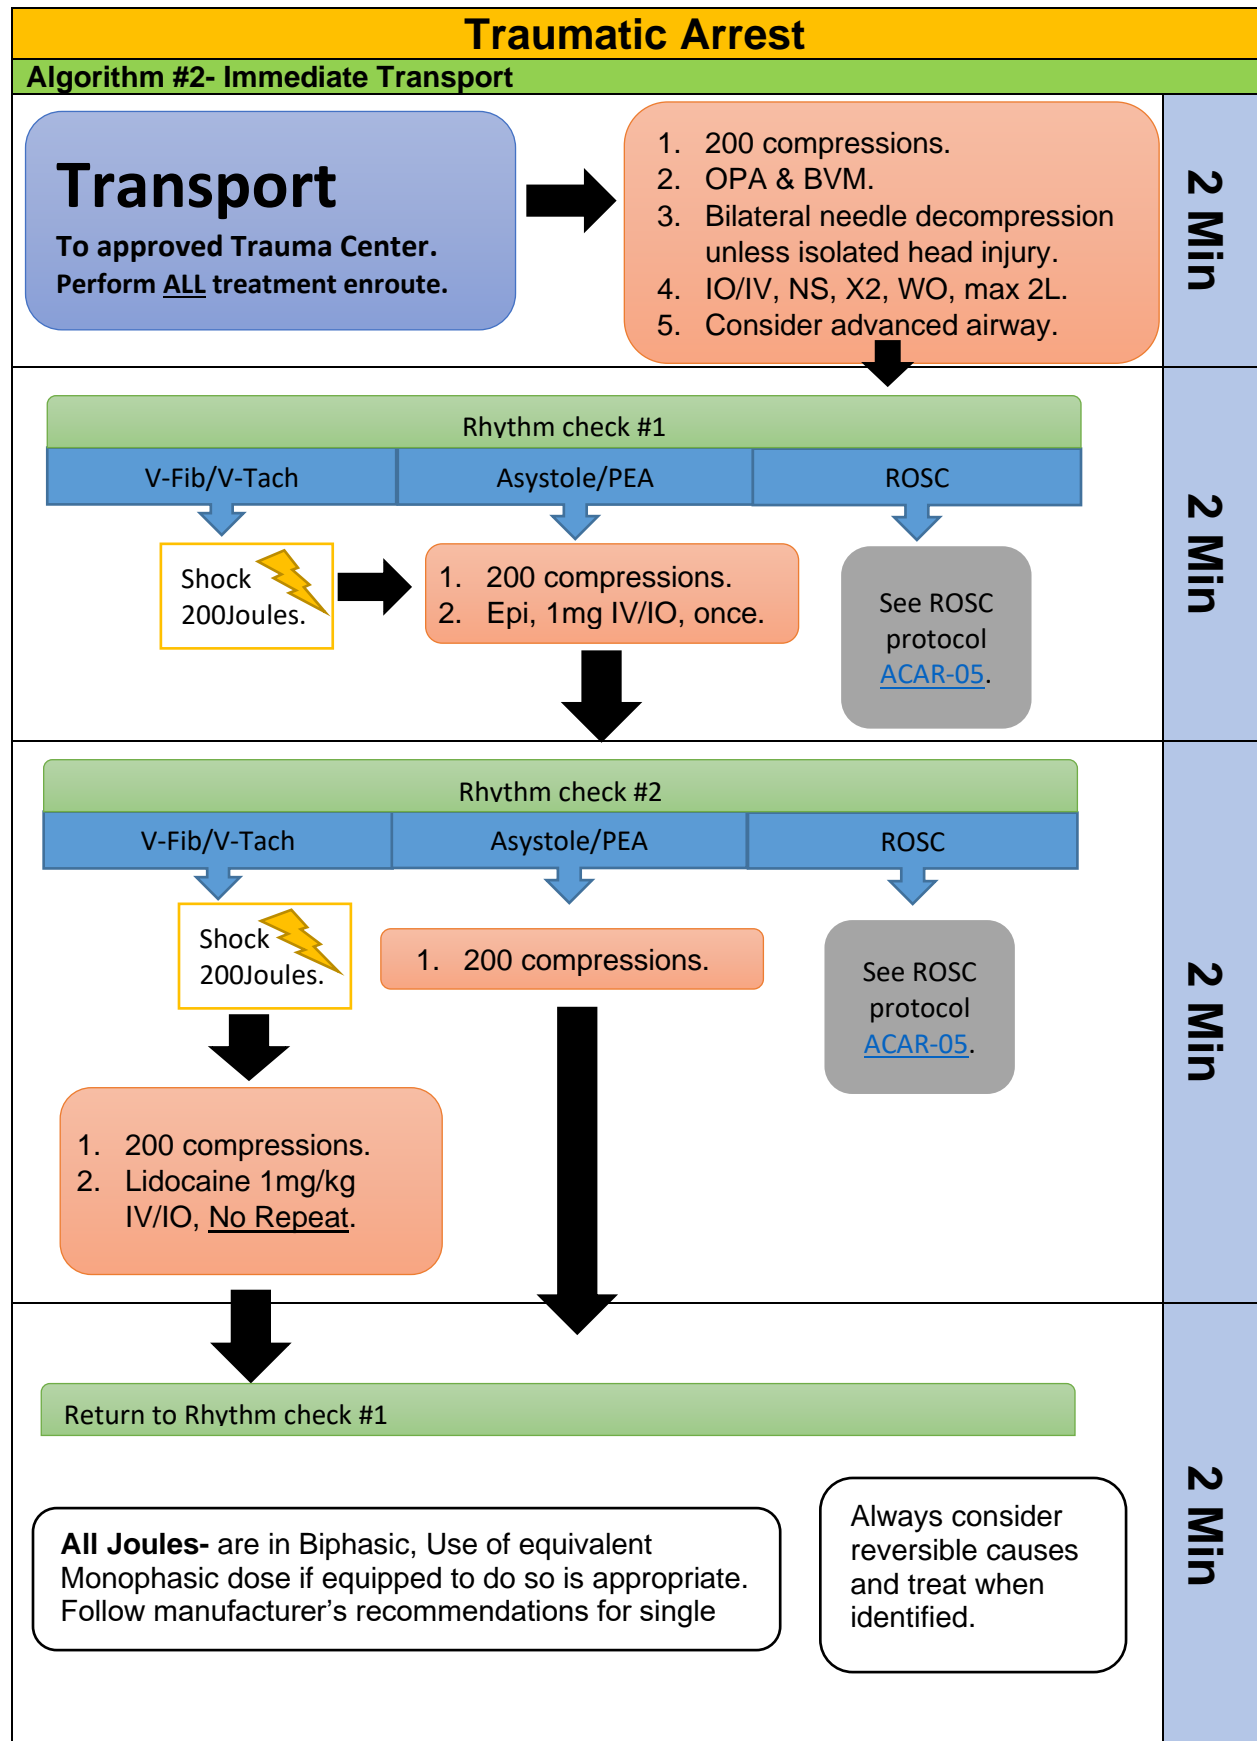 Traumatic Arrest
Algorithm #2- Immediate Transport
Transport
To approved Trauma Center.
Perform ALL treatment enroute.
1. 200 compressions.
2. OPA & BVM.
3. Bilateral needle decompression
unless isolated head injury.
4. IO/IV, NS, X2, WO, max 2L.
5. Consider advanced airway.
2 Min
Rhythm check #1
V-Fib/V-Tach
Asystole/PEA
ROSC
Shock
200Joules.
1. 200 compressions.
2. Epi, 1mg IV/IO, once.
See ROSC
protocol
ACAR-05.
2 Min
Rhythm check #2
V-Fib/V-Tach
Asystole/PEA
ROSC
Shock
200Joules.
1. 200 compressions.
See ROSC
protocol
ACAR-05.
1. 200 compressions.
2. Lidocaine 1mg/kg
IV/IO, No Repeat.
2 Min
Return to Rhythm check #1
All Joules- are in Biphasic, Use of equivalent
Monophasic dose if equipped to do so is appropriate.
Follow manufacturer's recommendations for single
Always consider
reversible causes
and treat when
identified.
2 Min